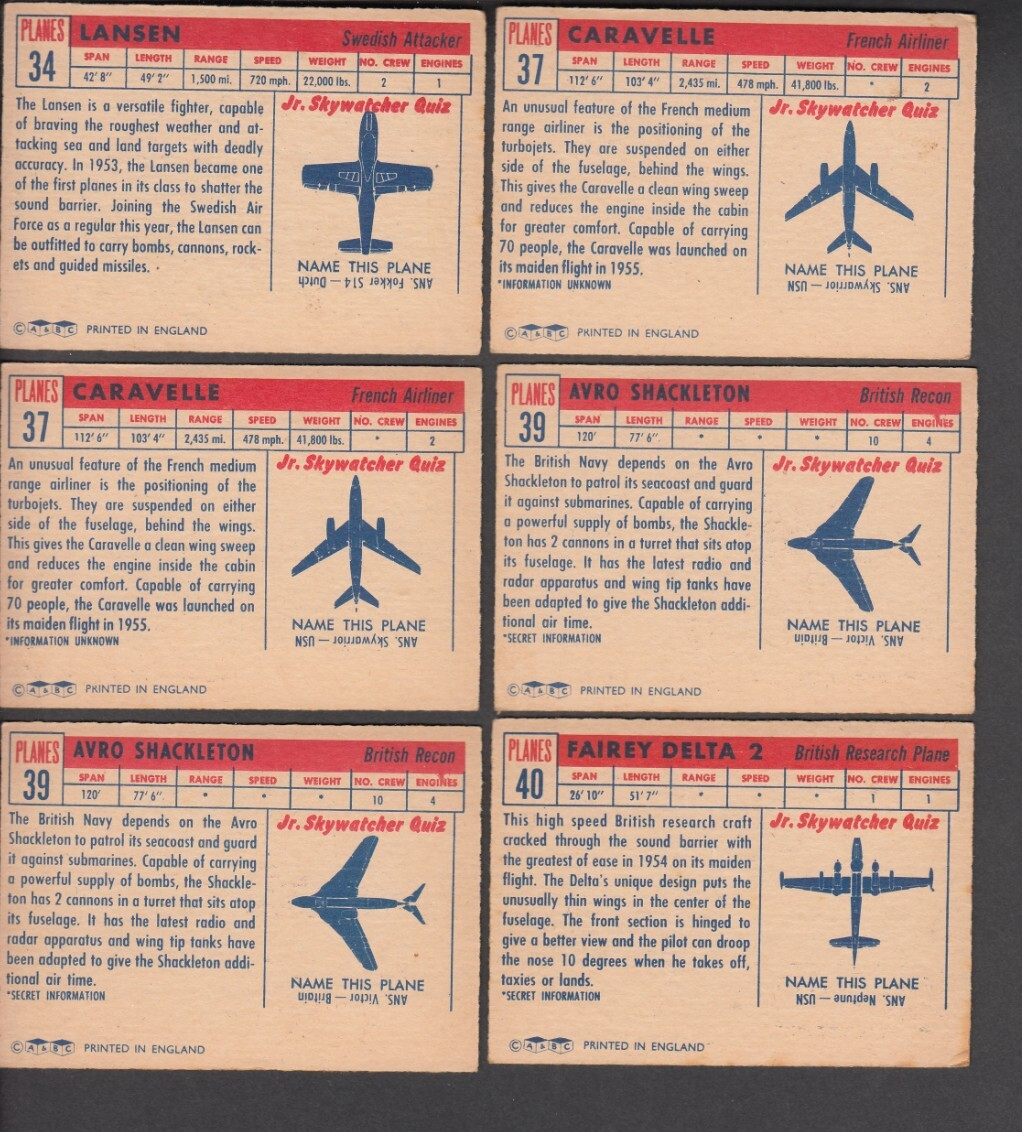 PLANES
34
LANSEN
Swedish Attacker
SPAN LENGTH RANGE SPEED WEIGHT NO. CREW ENGINES
42' 8" 49' 2" 1,500 mi. 720 mph. 22,000 lbs. 2 1
The Lansen is a versatile fighter, capable
of braving the roughest weather and at-
tacking sea and land targets with deadly
accuracy. In 1953, the Lansen became one
of the first planes in its class to shatter the
sound barrier. Joining the Swedish Air
Force as a regular this year, the Lansen can
be outfitted to carry bombs, cannons, rock-
ets and guided missiles.
Jr. Skywatcher Quiz
NAME THIS PLANE
ANS. Fokker S14 — Dutch
© A & B C PRINTED IN ENGLAND
PLANES
37
CARAVELLE
French Airliner
SPAN LENGTH RANGE SPEED WEIGHT NO. CREW ENGINES
112' 6" 103' 4" 2,435 mi. 478 mph. 41,800 lbs. * 2
An unusual feature of the French medium
range airliner is the positioning of the
turbojets. They are suspended on either
side of the fuselage, behind the wings.
This gives the Caravelle a clean wing sweep
and reduces the engine inside the cabin
for greater comfort. Capable of carrying
70 people, the Caravelle was launched on
its maiden flight in 1955.
*INFORMATION UNKNOWN
Jr. Skywatcher Quiz
NAME THIS PLANE
ANS. Skywarrior — USN
© A & B C PRINTED IN ENGLAND
PLANES
37
CARAVELLE
French Airliner
SPAN LENGTH RANGE SPEED WEIGHT NO. CREW ENGINES
112' 6" 103' 4" 2,435 mi. 478 mph. 41,800 lbs. * 2
An unusual feature of the French medium
range airliner is the positioning of the
turbojets. They are suspended on either
side of the fuselage, behind the wings.
This gives the Caravelle a clean wing sweep
and reduces the engine inside the cabin
for greater comfort. Capable of carrying
70 people, the Caravelle was launched on
its maiden flight in 1955.
*INFORMATION UNKNOWN
Jr. Skywatcher Quiz
NAME THIS PLANE
ANS. Skywarrior — USN
© A & B C PRINTED IN ENGLAND
PLANES
39
AVRO SHACKLETON
British Recon
SPAN LENGTH RANGE SPEED WEIGHT NO. CREW ENGINES
120' 77' 6" * * * 10 4
The British Navy depends on the Avro
Shackleton to patrol its seacoast and guard
it against submarines. Capable of carrying
a powerful supply of bombs, the Shackle-
ton has 2 cannons in a turret that sits atop
its fuselage. It has the latest radio and
radar apparatus and wing tip tanks have
been adapted to give the Shackleton addi-
tional air time.
*SECRET INFORMATION
Jr. Skywatcher Quiz
NAME THIS PLANE
ANS. Victor — Britain
© A & B C PRINTED IN ENGLAND
PLANES
39
AVRO SHACKLETON
British Recon
SPAN LENGTH RANGE SPEED WEIGHT NO. CREW ENGINES
120' 77' 6" * * * 10 4
The British Navy depends on the Avro
Shackleton to patrol its seacoast and guard
it against submarines. Capable of carrying
a powerful supply of bombs, the Shackle-
ton has 2 cannons in a turret that sits atop
its fuselage. It has the latest radio and
radar apparatus and wing tip tanks have
been adapted to give the Shackleton addi-
tional air time.
*SECRET INFORMATION
Jr. Skywatcher Quiz
NAME THIS PLANE
ANS. Victor — Britain
© A & B C PRINTED IN ENGLAND
PLANES
40
FAIREY DELTA 2
British Research Plane
SPAN LENGTH RANGE SPEED WEIGHT NO. CREW ENGINES
26' 10" 51' 7" * * * 1 1
This high speed British research craft
cracked through the sound barrier with
the greatest of ease in 1954 on its maiden
flight. The Delta's unique design puts the
unusually thin wings in the center of the
fuselage. The front section is hinged to
give a better view and the pilot can droop
the nose 10 degrees when he takes off,
taxies or lands.
*SECRET INFORMATION
Jr. Skywatcher Quiz
NAME THIS PLANE
ANS. Neptune — USN
© A & B C PRINTED IN ENGLAND